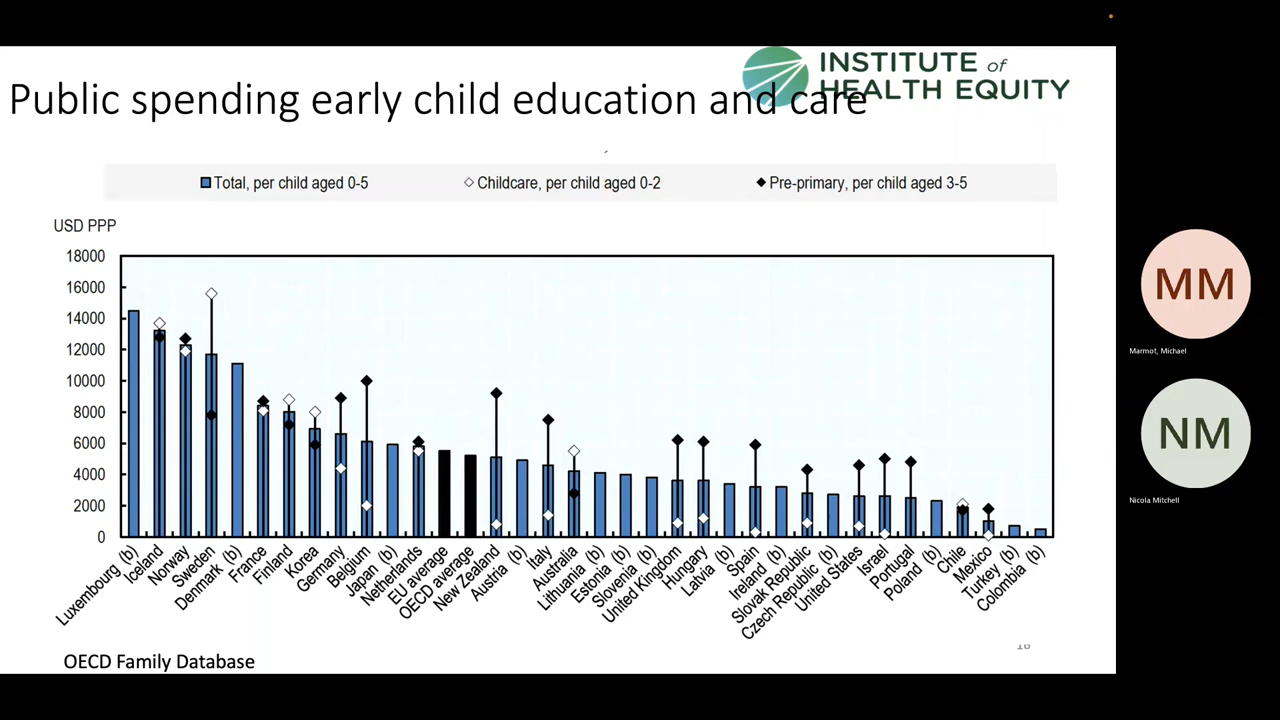 INSTITUTE of
HEALTH EQUITY
Public spending early child education and care
Total, per child aged 0-5
Childcare, per child aged 0-2
Pre-primary, per child aged 3-5
USD PPP
18000
16000
14000
12000
10000
8000
6000
4000
2000
0
Luxembourg (b)
Iceland
Norway
Sweden
Denmark (b)
France
Finland
Korea
Germany
Belgium
Japan (b)
Netherlands
EU average
OECD average
New Zealand
Austria (b)
Italy
Australia
Lithuania (b)
Estonia (b)
Slovenia (b)
United Kingdom
Hungary
Latvia (b)
Spain
Ireland (b)
Slovak Republic
Czech Republic (b)
United States
Israel
Portugal
Poland (b)
Chile
Mexico
Turkey (b)
Colombia (b)
OECD Family Database
MM
Marmot, Michael
NM
Nicola Mitchell